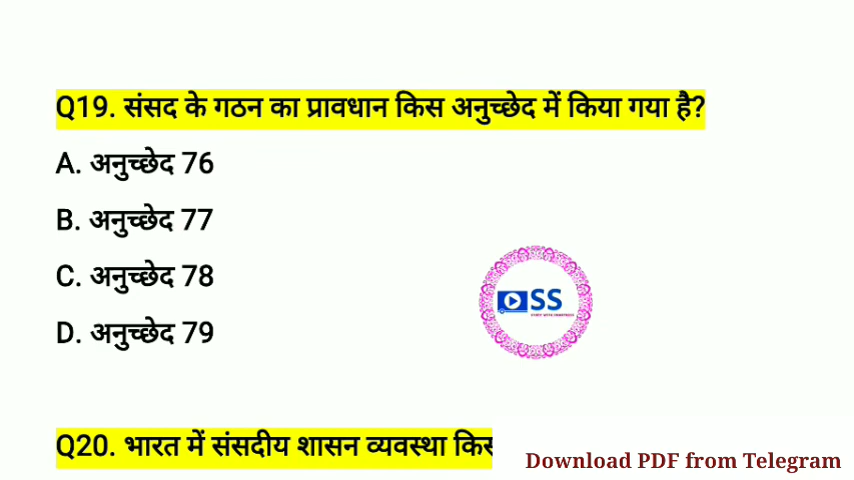 Q19. संसद के गठन का प्रावधान किस अनुच्छेद में किया गया है?
A. अनुच्छेद 76
B. अनुच्छेद 77
C. अनुच्छेद 78
D. अनुच्छेद 79
SS
Q20. भारत में संसदीय शासन व्यवस्था किस
Download PDF from Telegram